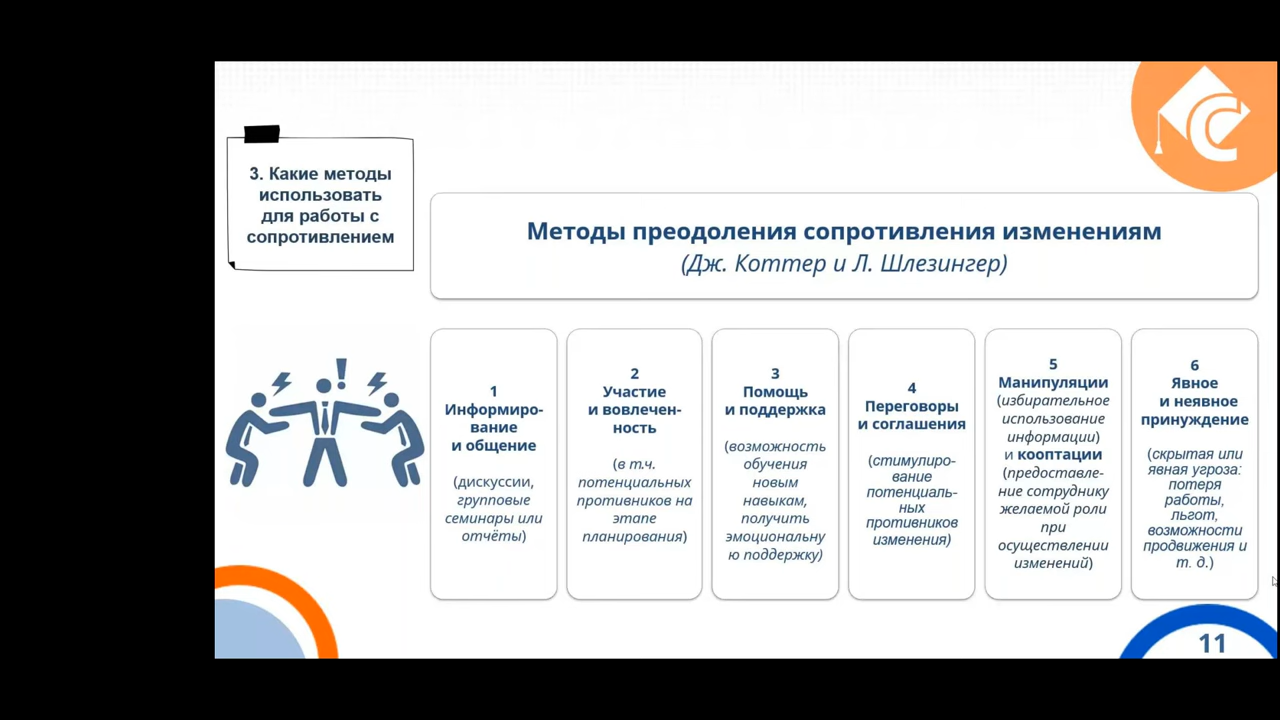 3. Какие методы
использовать
для работы с
сопротивлением
Методы преодоления сопротивления изменениям
(Дж. Коттер и Л. Шлезингер)
1
Информиро-
вание
и общение
(дискуссии,
групповые
семинары или
отчёты)
2
Участие
и вовлечен-
ность
(в т.ч.
потенциальных
противников на
этапе
планирования)
3
Помощь
и поддержка
(возможность
обучения
новым
навыкам,
получить
эмоциональну
ю поддержку)
4
Переговоры
и соглашения
(стимулиро-
вание
потенциаль-
ных
противников
изменения)
5
Манипуляции
(избирательное
использование
информации)
и кооптации
(предоставле-
ние сотруднику
желаемой роли
при
осуществлении
изменений)
6
Явное
и неявное
принуждение
(скрытая или
явная угроза:
потеря
работы,
льгот,
возможности
продвижения и
т. д.)
11